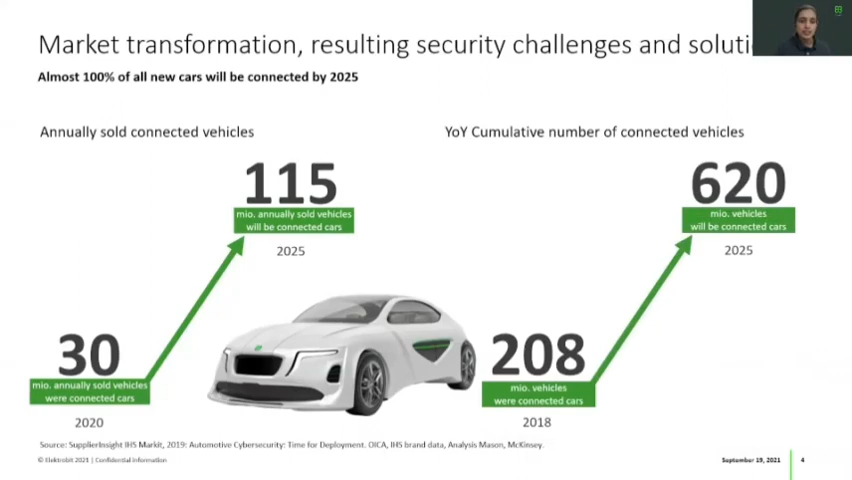 Market transformation, resulting security challenges and soluti
Almost 100% of all new cars will be connected by 2025
Annually sold connected vehicles
115
mio. annually sold vehicles
will be connected cars
2025
30
mio. annually sold vehicles
were connected cars
2020
YoY Cumulative number of connected vehicles
620
mio. vehicles
will be connected cars
2025
208
mio. vehicles
were connected cars
2018
Source: SupplierInsight IHS Markit, 2019: Automotive Cybersecurity: Time for Deployment. OICA, IHS brand data, Analysis Mason, McKinsey.
© Elektrobit 2021 | Confidential information
September 19, 2021
4